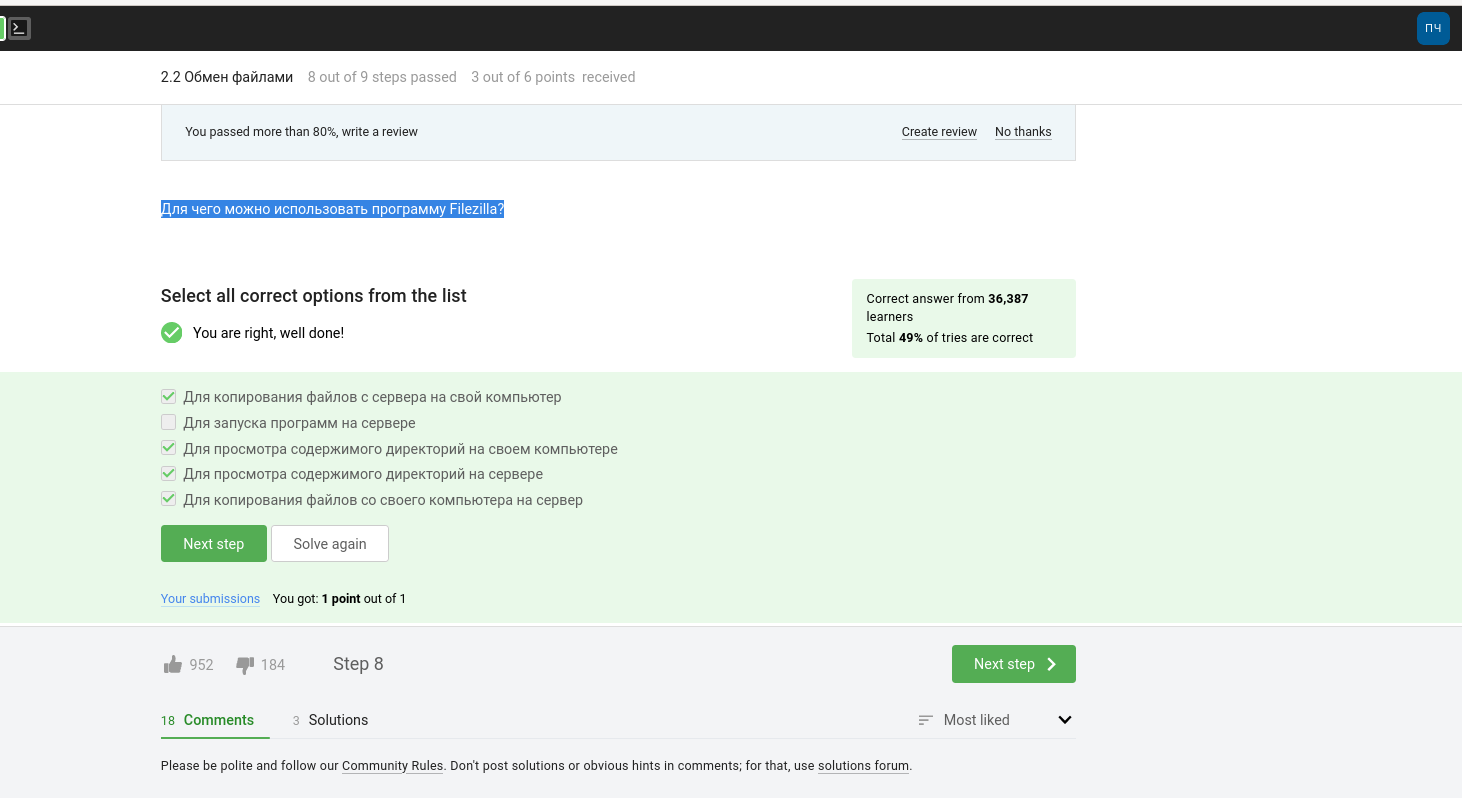 ПЧ
2.2 Обмен файлами 8 out of 9 steps passed 3 out of 6 points received
You passed more than 80%, write a review Create review No thanks
Для чего можно использовать программу Filezilla?
Select all correct options from the list
Correct answer from 36,387
learners
Total 49% of tries are correct
You are right, well done!
Для копирования файлов с сервера на свой компьютер
Для запуска программ на сервере
Для просмотра содержимого директорий на своем компьютере
Для просмотра содержимого директорий на сервере
Для копирования файлов со своего компьютера на сервер
Next step Solve again
Your submissions You got: 1 point out of 1
952 184 Step 8 Next step
18 Comments 3 Solutions Most liked
Please be polite and follow our Community Rules. Don't post solutions or obvious hints in comments; for that, use solutions forum.